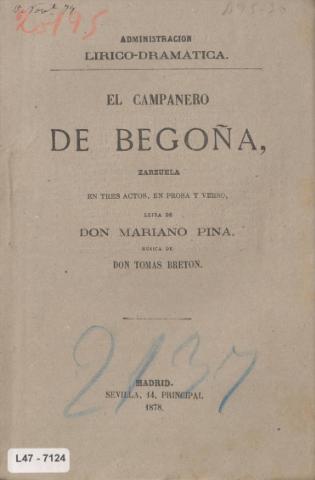 20195
ADMINISTRACION
LIRICO-DRAMATICA.
EL CAMPANERO
DE BEGOÑA,
ZARZUELA
EN TRES ACTOS, EN PROSA Y VERSO,
LETRA DE
DON MARIANO PINA.
MÚSICA DE
DON TOMAS BRETON.
2137
MADRID.
SEVILLA, 14, PRINCIPAL
1878.
L47 - 7124